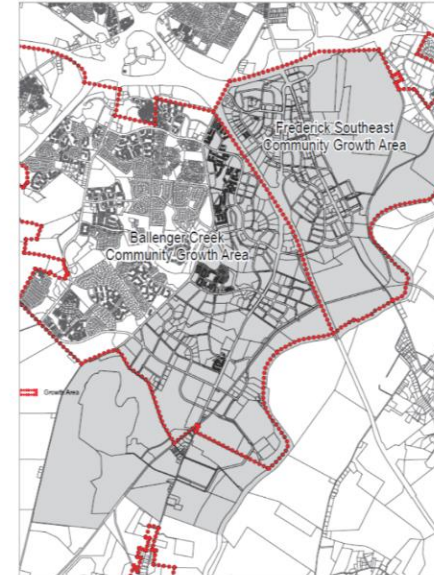 Frederick Southeast
Community Growth Area
Ballenger Creek
Community Growth Area
Growth Area